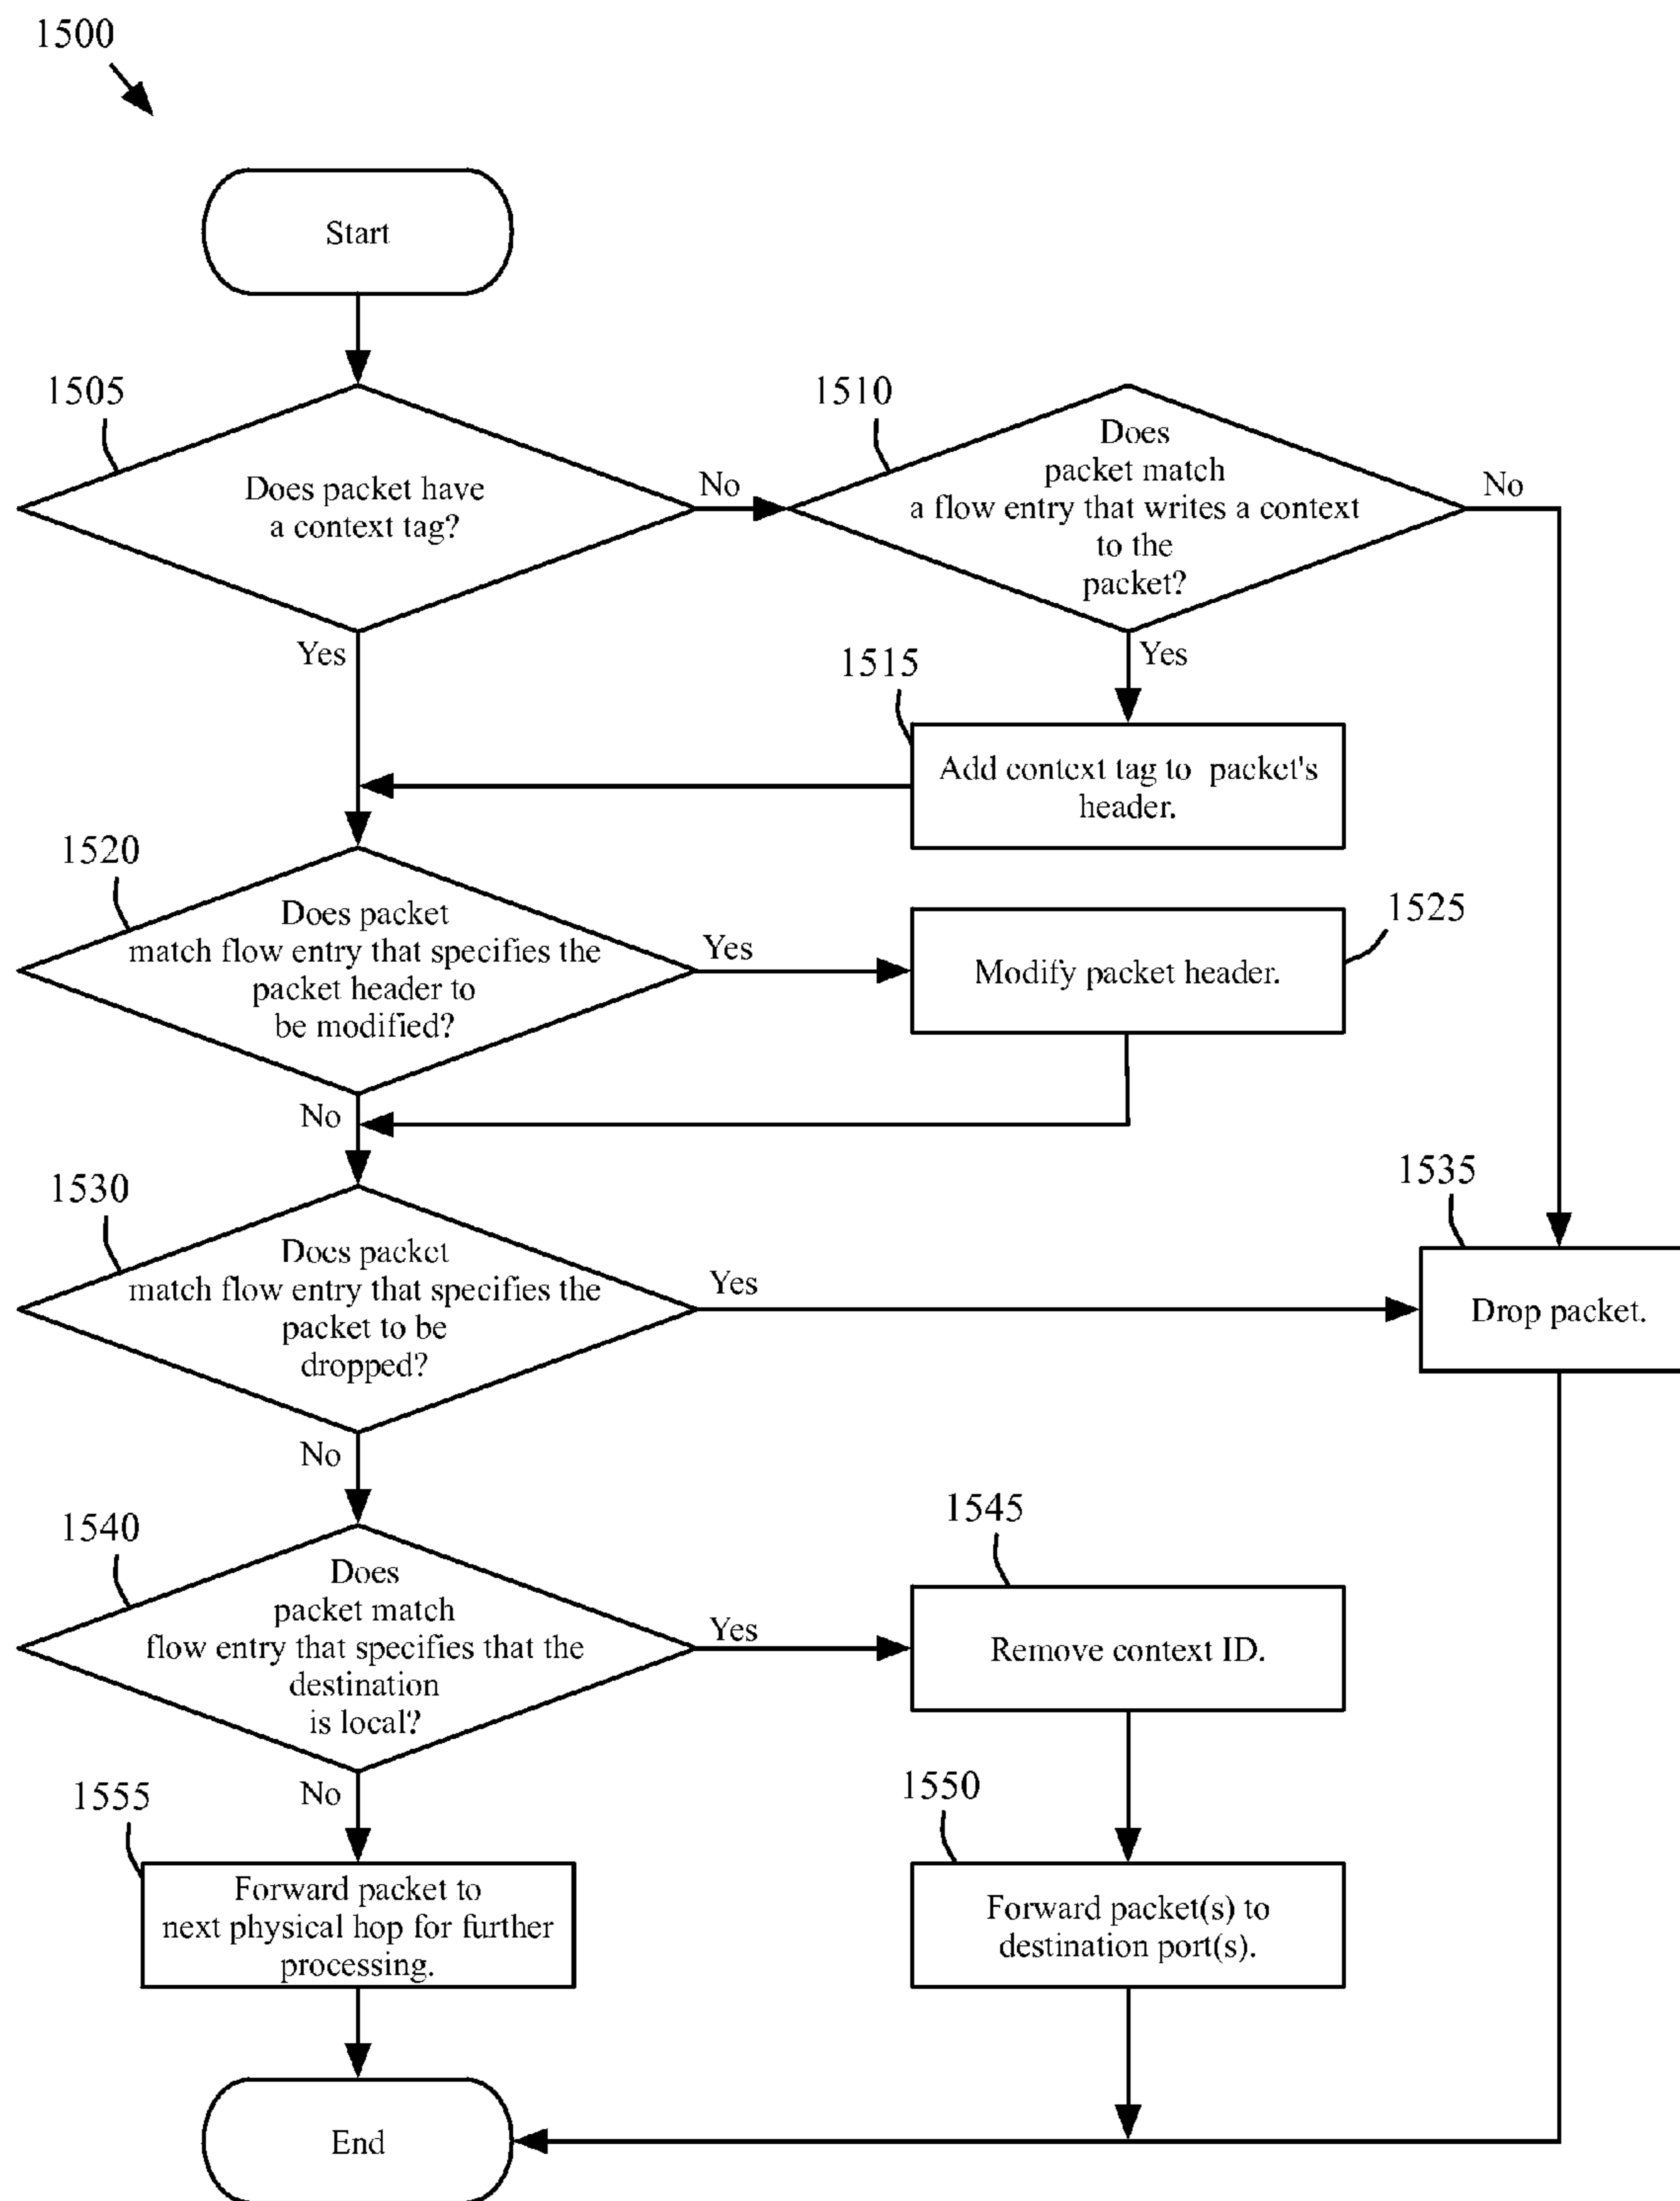 1500
Start
1505
Does packet have
a context tag?
No
1510
Does
packet match
a flow entry that writes a context
to the
packet?
No
Yes
Yes
1515
Add context tag to packet's
header.
1520
Does packet
match flow entry that specifies the
packet header to
be modified?
Yes
1525
Modify packet header.
No
1530
Does packet
match flow entry that specifies the
packet to be
dropped?
Yes
1535
Drop packet.
No
1540
Does
packet match
flow entry that specifies that the
destination
is local?
Yes
1545
Remove context ID.
No
1555
Forward packet to
next physical hop for further
processing.
1550
Forward packet(s) to
destination port(s).
End